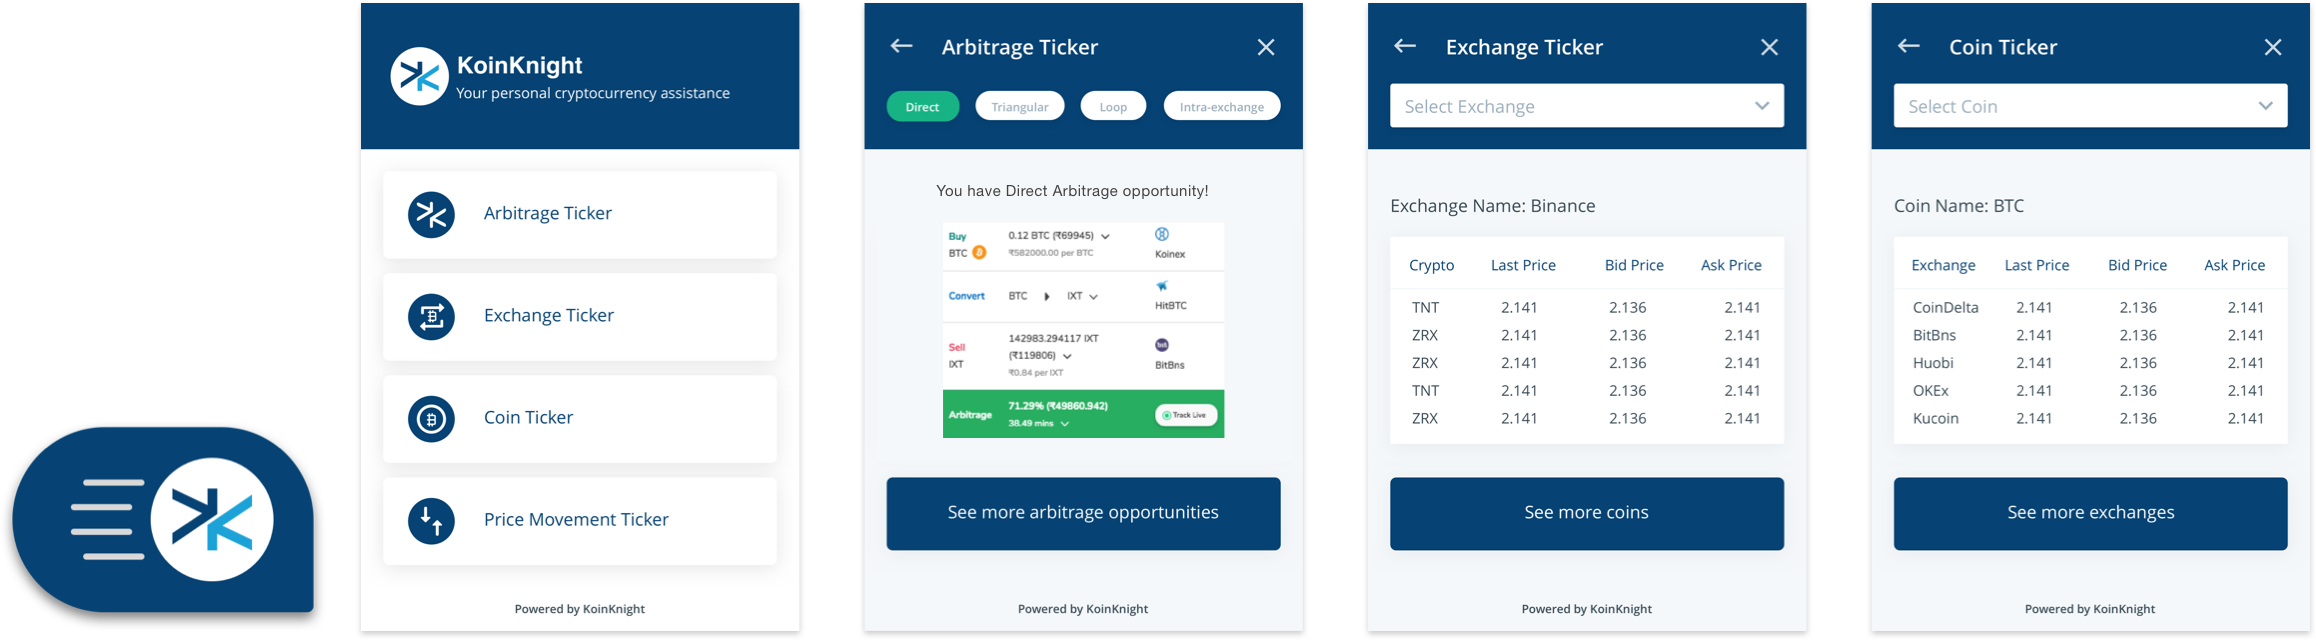 KoinKnight
Your personal cryptocurrency assistance
Arbitrage Ticker
Exchange Ticker
Coin Ticker
Price Movement Ticker
Powered by KoinKnight
Arbitrage Ticker
Direct Triangular Loop Intra-exchange
You have Direct Arbitrage opportunity!
Buy 0.12 BTC (₹69945)
BTC ₹582000.00 per BTC Koinex
Convert BTC IXT HitBTC
Sell 142983.294117 IXT
IXT (₹119806) BitBns
₹0.84 per IXT
Arbitrage 71.29% (₹49860.942) Track Live
38.49 mins
See more arbitrage opportunities
Powered by KoinKnight
Exchange Ticker
Select Exchange
Exchange Name: Binance
Crypto Last Price Bid Price Ask Price
TNT 2.141 2.136 2.141
ZRX 2.141 2.136 2.141
ZRX 2.141 2.136 2.141
TNT 2.141 2.136 2.141
ZRX 2.141 2.136 2.141
See more coins
Powered by KoinKnight
Coin Ticker
Select Coin
Coin Name: BTC
Exchange Last Price Bid Price Ask Price
CoinDelta 2.141 2.136 2.141
BitBns 2.141 2.136 2.141
Huobi 2.141 2.136 2.141
OKEx 2.141 2.136 2.141
Kucoin 2.141 2.136 2.141
See more exchanges
Powered by KoinKnight